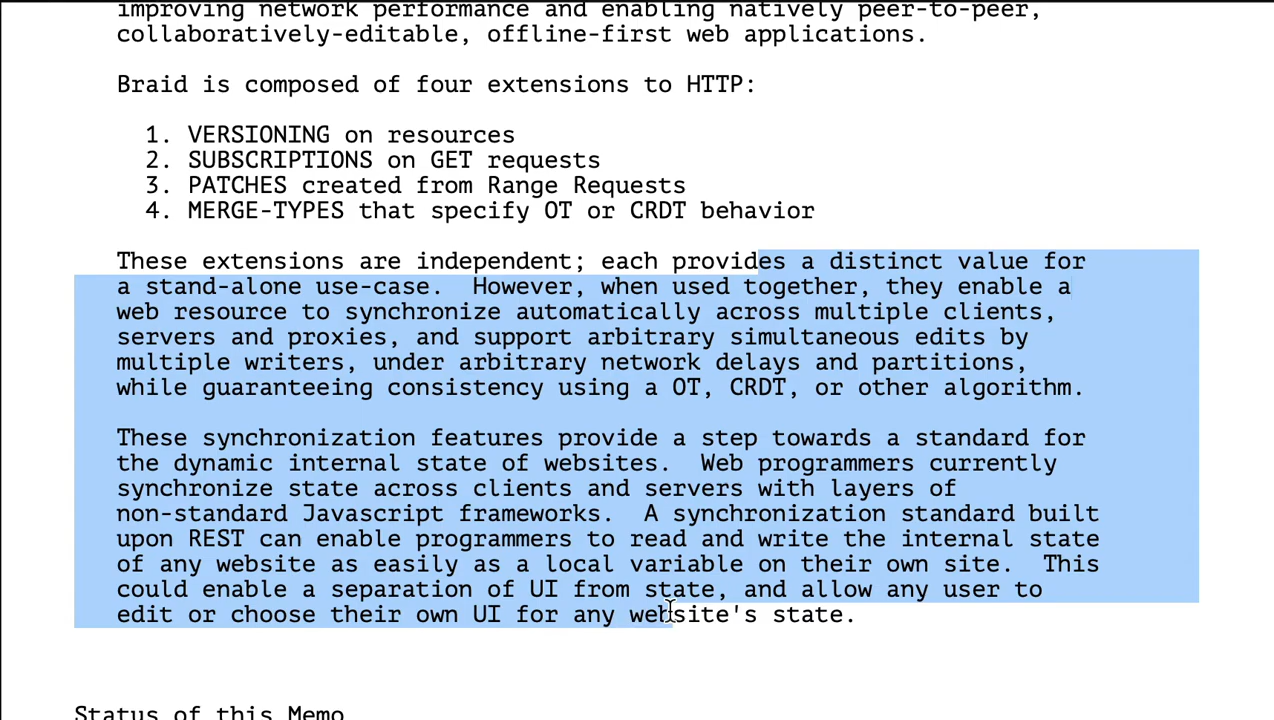 improving network performance and enabling natively peer-to-peer,
collaboratively-editable, offline-first web applications.
Braid is composed of four extensions to HTTP:
1. VERSIONING on resources
2. SUBSCRIPTIONS on GET requests
3. PATCHES created from Range Requests
4. MERGE-TYPES that specify OT or CRDT behavior
These extensions are independent; each provides a distinct value for
a stand-alone use-case.  However, when used together, they enable a
web resource to synchronize automatically across multiple clients,
servers and proxies, and support arbitrary simultaneous edits by
multiple writers, under arbitrary network delays and partitions,
while guaranteeing consistency using a OT, CRDT, or other algorithm.
These synchronization features provide a step towards a standard for
the dynamic internal state of websites.  Web programmers currently
synchronize state across clients and servers with layers of
non-standard Javascript frameworks.  A synchronization standard built
upon REST can enable programmers to read and write the internal state
of any website as easily as a local variable on their own site.  This
could enable a separation of UI from state, and allow any user to
edit or choose their own UI for any website's state.
Status of this Memo